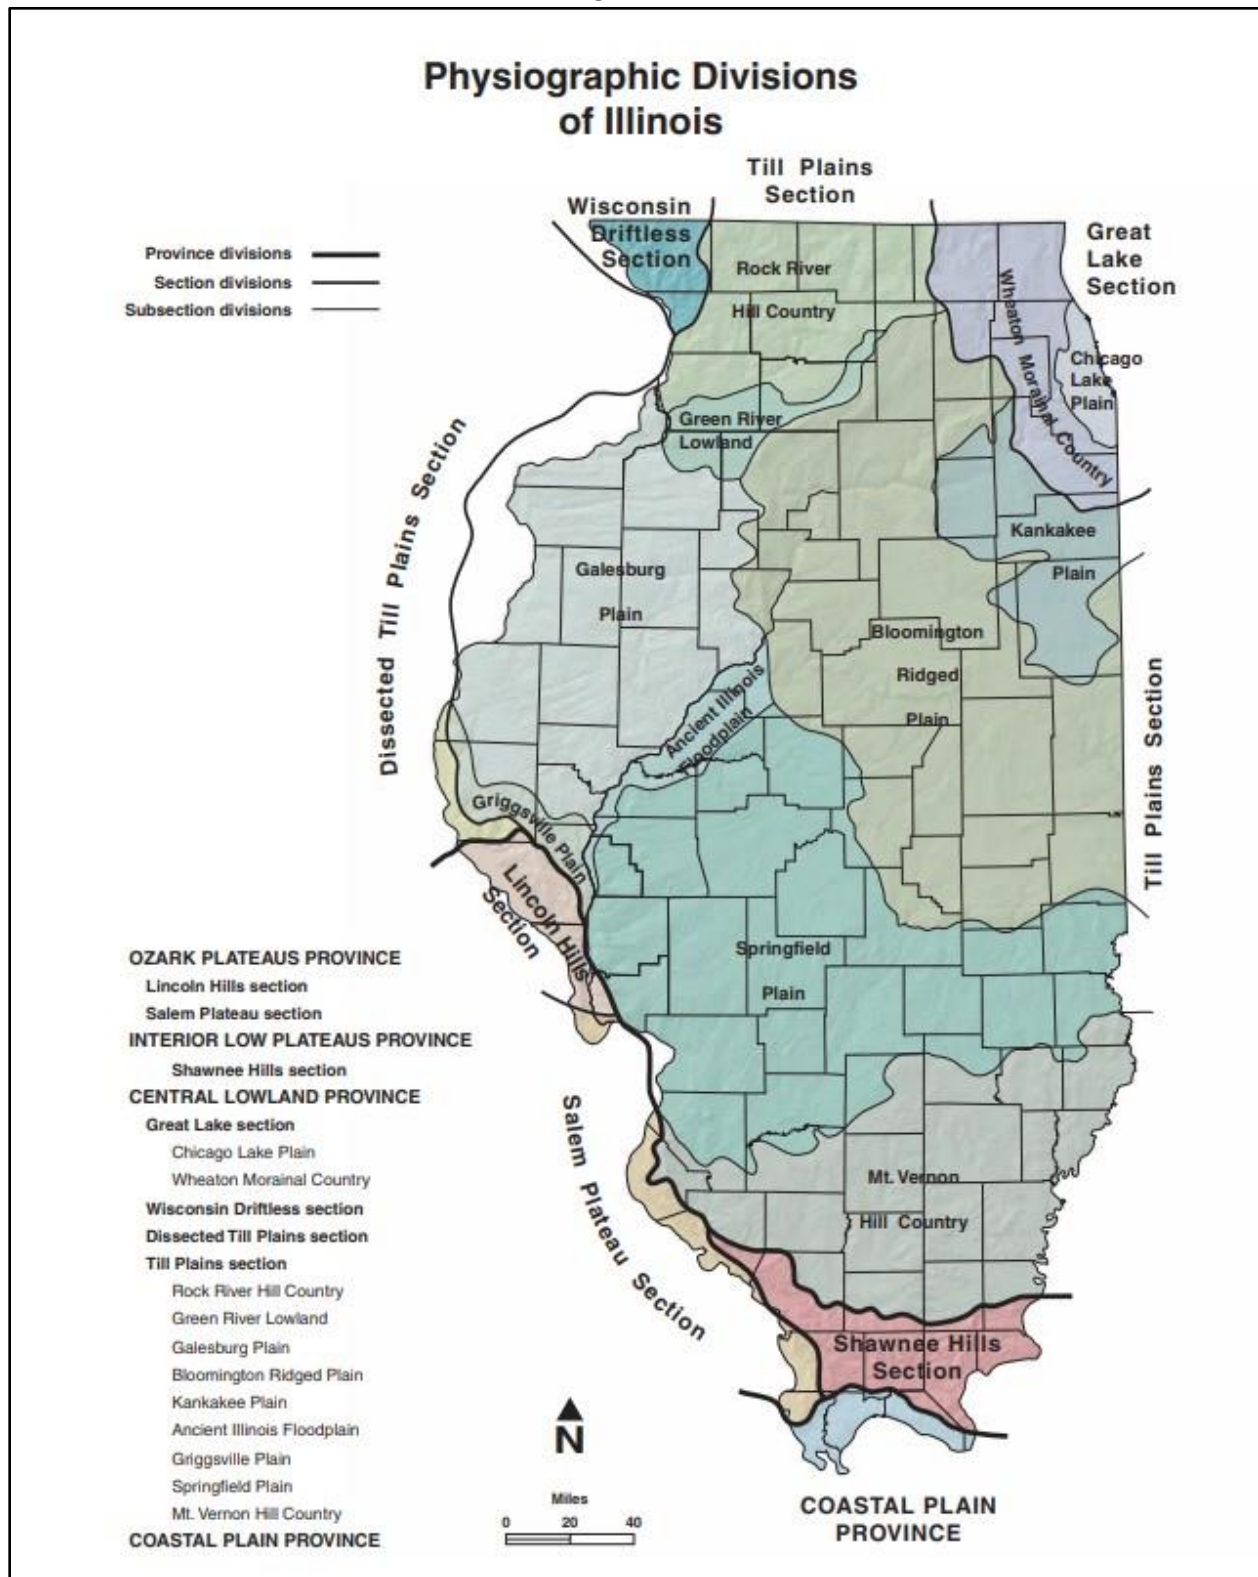 Physiographic Divisions
of Illinois
Till Plains
Section
Wisconsin
Driftless
Section
Great
Lake
Section
Province divisions
Section divisions
Subsection divisions
Rock River
Hill Country
Wheaton Morainal Country
Chicago
Lake
Plain
Green River
Lowland
Dissected Till Plains Section
Kankakee
Plain
Galesburg
Plain
Bloomington
Ridged
Plain
Ancient Illinois
Floodplain
Till Plains Section
Griggsville Plain
Lincoln Hills
Section
Springfield
Plain
OZARK PLATEAUS PROVINCE
Lincoln Hills section
Salem Plateau section
INTERIOR LOW PLATEAUS PROVINCE
Shawnee Hills section
CENTRAL LOWLAND PROVINCE
Great Lake section
Chicago Lake Plain
Wheaton Morainal Country
Wisconsin Driftless section
Dissected Till Plains section
Till Plains section
Rock River Hill Country
Green River Lowland
Galesburg Plain
Bloomington Ridged Plain
Kankakee Plain
Ancient Illinois Floodplain
Griggsville Plain
Springfield Plain
Mt. Vernon Hill Country
COASTAL PLAIN PROVINCE
Salem Plateau Section
Mt. Vernon
Hill Country
Shawnee Hills
Section
N
Miles
0 20 40
COASTAL PLAIN
PROVINCE